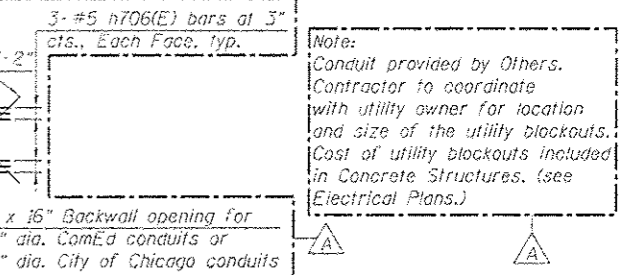 3-#5 h706(E) bars at 3"
cts., Each Face, typ.
-2"
Note:
Conduit provided by Others.
Contractor to coordinate
with utility owner for location
and size of the utility blockouts.
Cost of utility blockouts included
in Concrete Structures. (see
Electrical Plans.)
x 16" Backwall opening for
" dia. ComEd conduits or
" dia. City of Chicago conduits
A
A